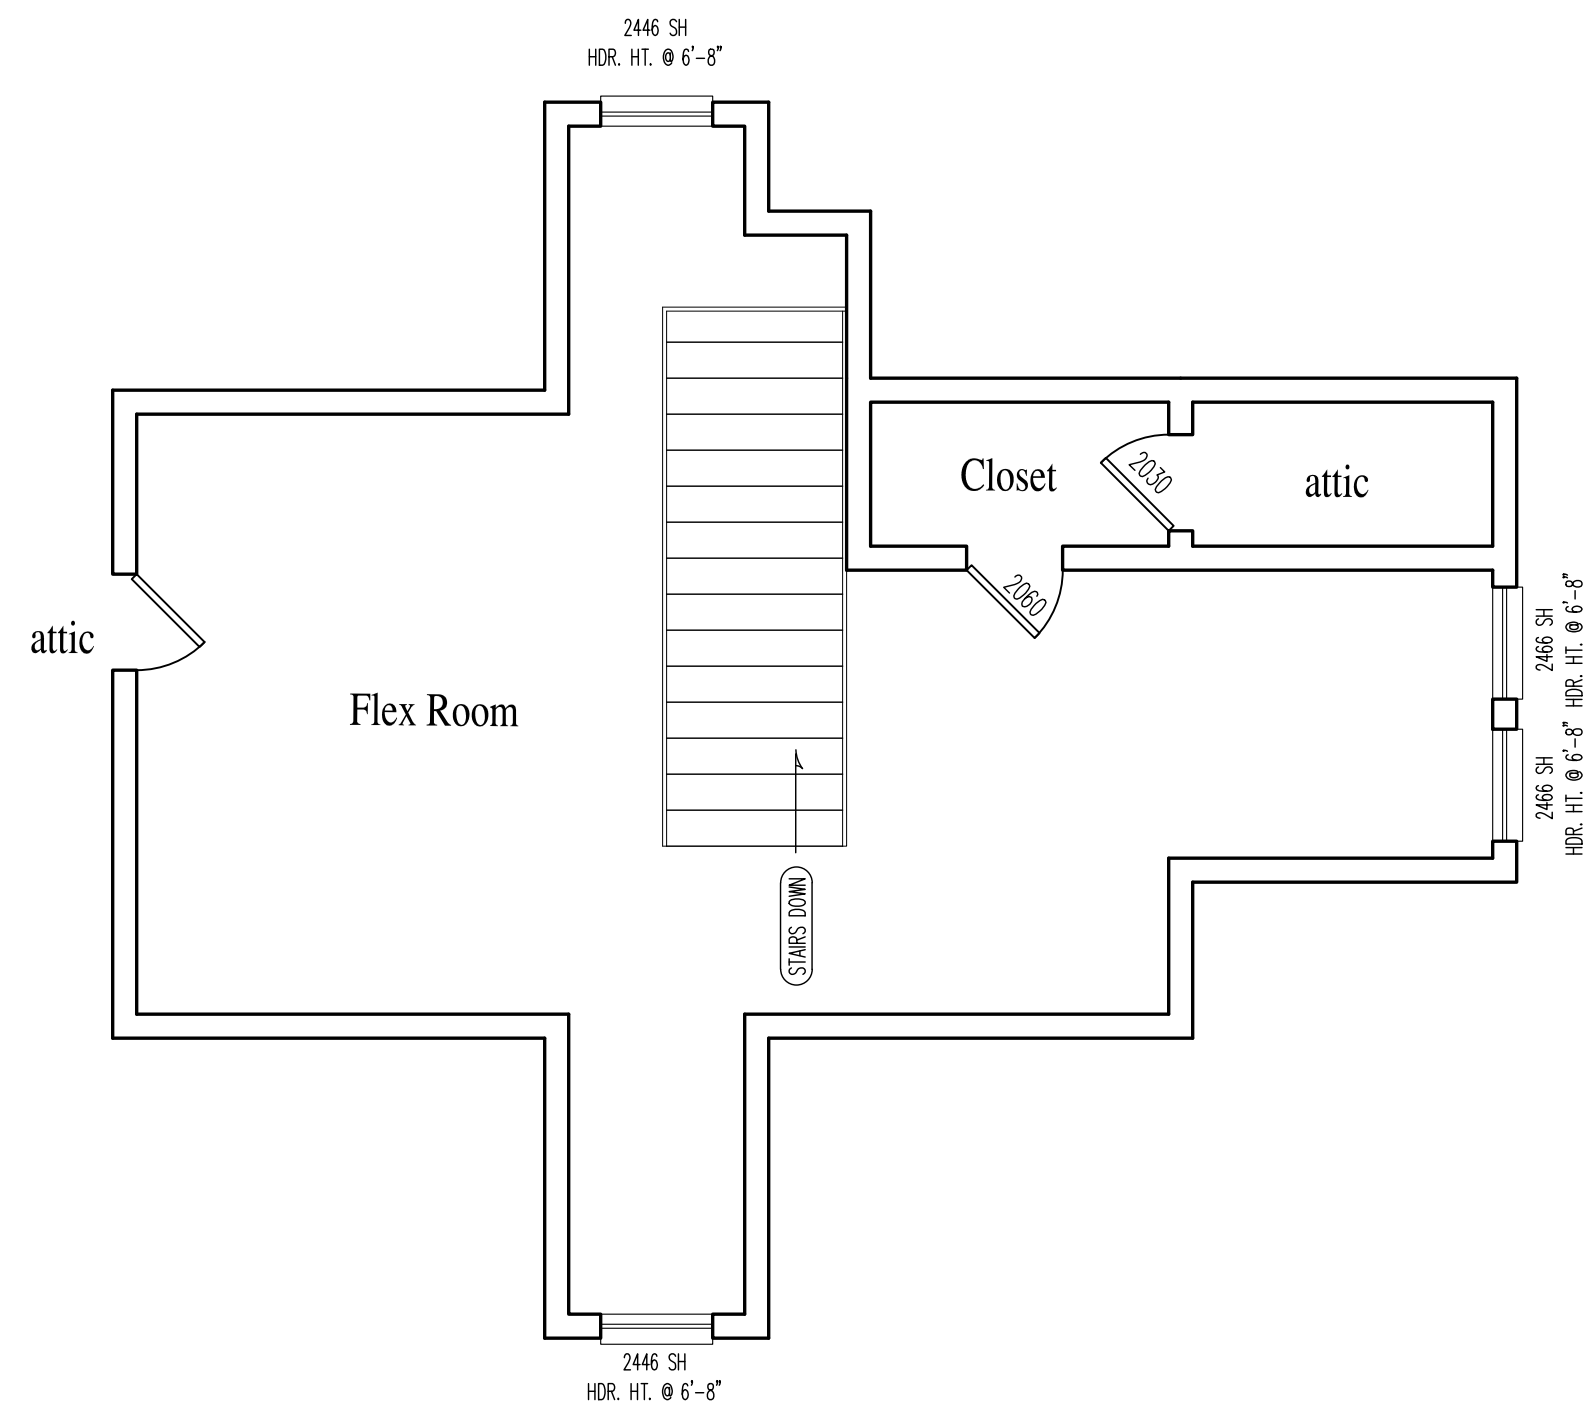 2446 SH
HDR. HT. @ 6'-8"
Closet
2030
attic
2060
attic
2466 SH
HDR. HT. @ 6'-8"
Flex Room
2466 SH
HDR. HT. @ 6'-8"
STAIRS DOWN
2446 SH
HDR. HT. @ 6'-8"